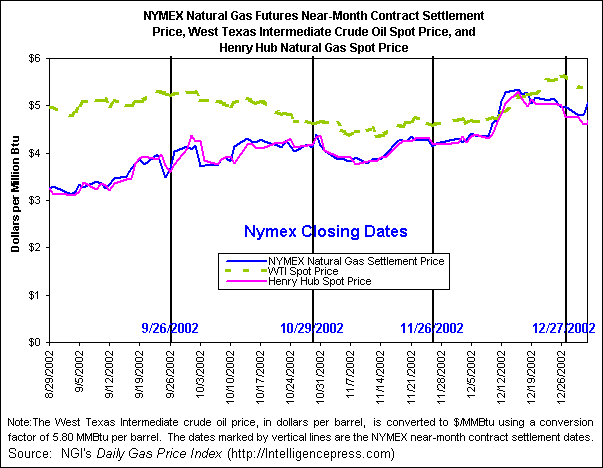 NYMEX Natural Gas Futures Near-Month Contract Settlement
Price, West Texas Intermediate Crude Oil Spot Price, and
Henry Hub Natural Gas Spot Price
Dollars per Million Btu
$6
$5
$4
$3
$2
$1
$0
Nymex Closing Dates
NYMEX Natural Gas Settlement Price
WTI Spot Price
Henry Hub Spot Price
9/26/2002
10/29/2002
11/26/2002
12/27/2002
8/29/2002
9/5/2002
9/12/2002
9/19/2002
9/26/2002
10/3/2002
10/10/2002
10/17/2002
10/24/2002
10/31/2002
11/7/2002
11/14/2002
11/21/2002
11/28/2002
12/5/2002
12/12/2002
12/19/2002
12/26/2002
Note:The West Texas Intermediate crude oil price, in dollars per barrel, is converted to $/MMBtu using a conversion
factor of 5.80 MMBtu per barrel. The dates marked by vertical lines are the NYMEX near-month contract settlement dates.
Source: NGI's Daily Gas Price Index (http://Intelligencepress.com)